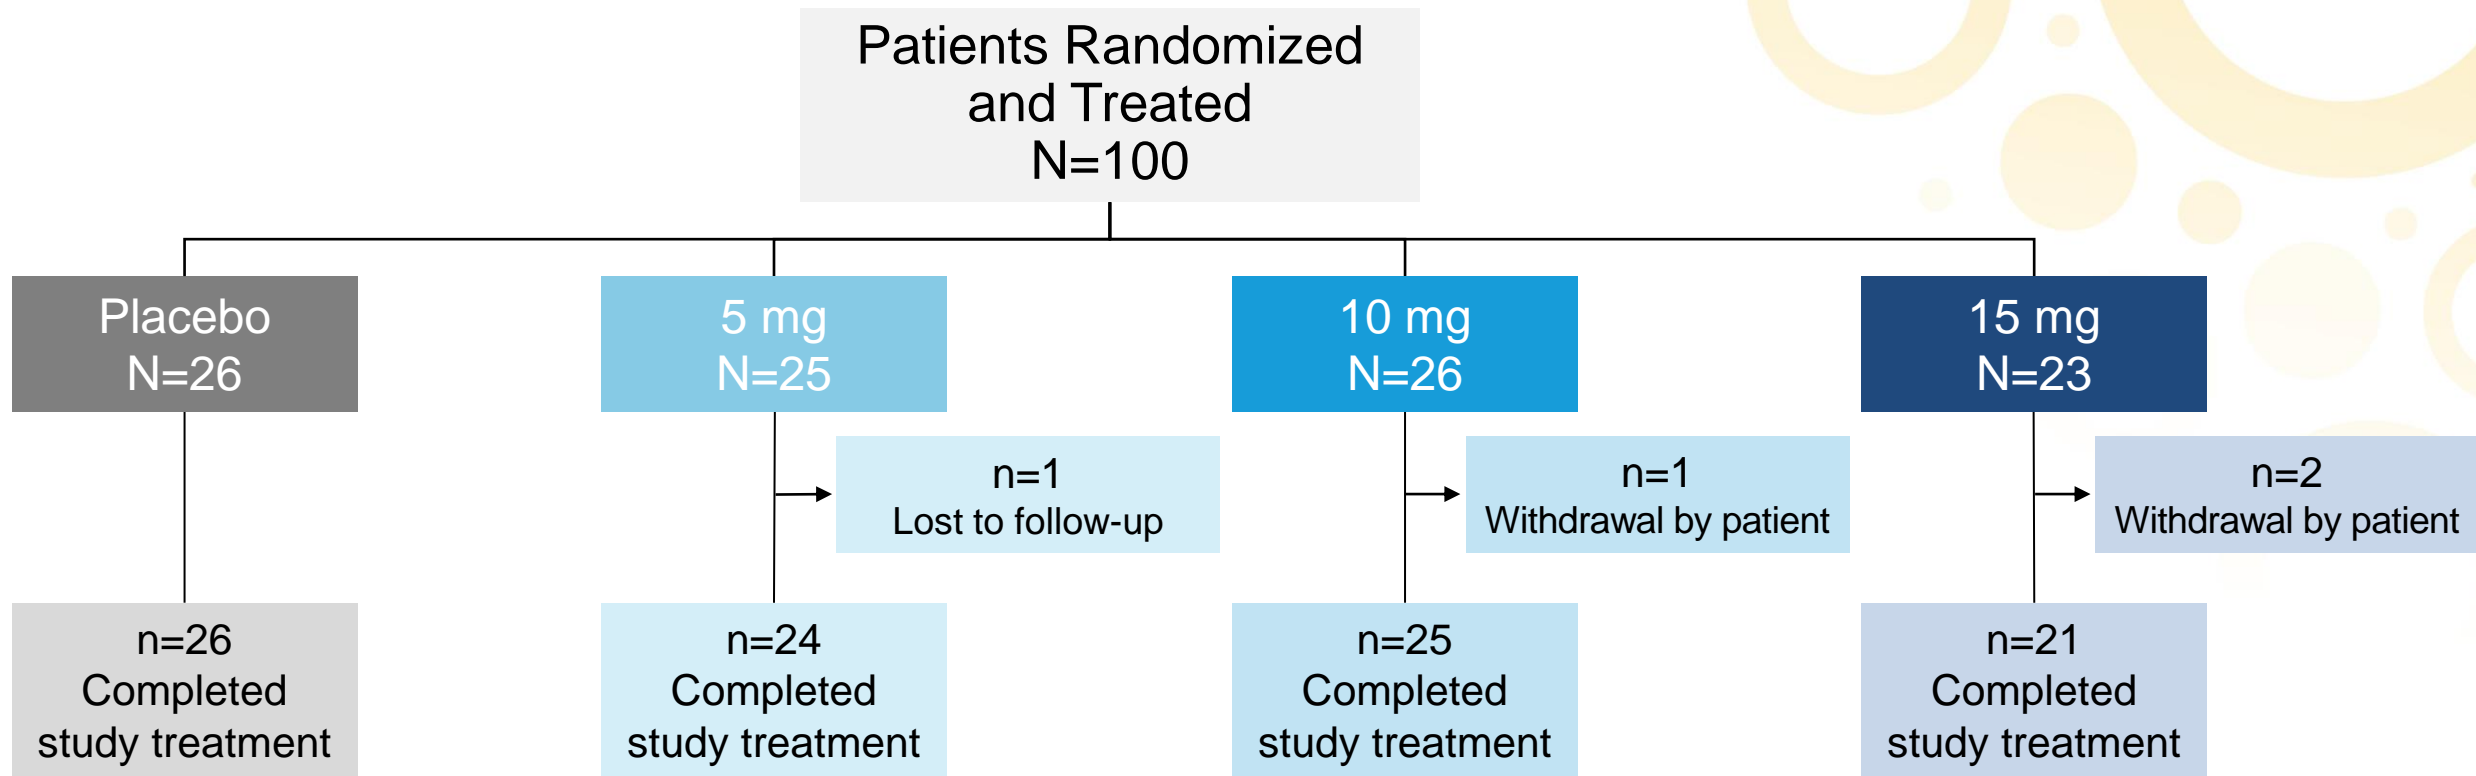 Patients Randomized
and Treated
N=100
Placebo
N=26
5 mg
N=25
10 mg
N=26
15 mg
N=23
n=1
Lost to follow-up
n=1
Withdrawal by patient
n=2
Withdrawal by patient
n=26
Completed
study treatment
n=24
Completed
study treatment
n=25
Completed
study treatment
n=21
Completed
study treatment